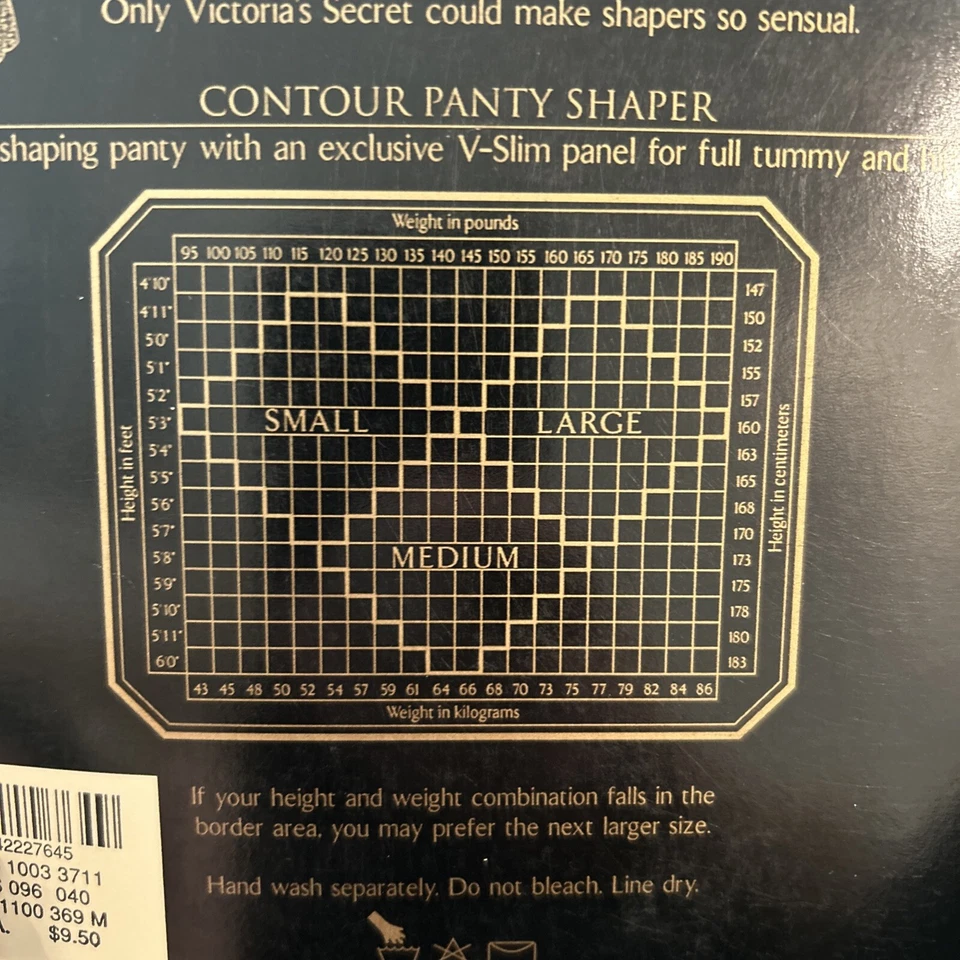 Only Victoria's Secret could make shapers so sensual.
CONTOUR PANTY SHAPER
shaping panty with an exclusive V-Slim panel for full tummy and
Weight in pounds
95 100 105 110 115 120 125 130 135 140 145 150 155 160 165 170 175 180 185 190
4'10" 147
4'11" 150
5'0" 152
5'1" 155
5'2" 157
5'3" SMALL LARGE 160
5'4" 163
5'5" 165
5'6" 168
5'7" 170
5'8" MEDIUM 173
5'9" 175
5'10" 178
5'11" 180
6'0" 183
Height in feet
Height in centimeters
43 45 48 50 52 54 57 59 61 64 66 68 70 73 75 77 79 82 84 86
Weight in kilograms
If your height and weight combination falls in the
border area, you may prefer the next larger size.
Hand wash separately. Do not bleach. Line dry.
2227645
1003 3711
096 040
1100 369 M
$9.50